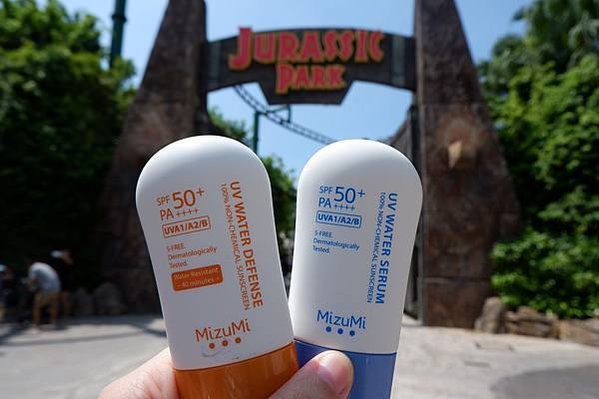 JURASSIC
PARK
SPF 50+
PA ++++
UVA1/A2/B
5-FREE.
Dermatologically
Tested.
Water Resistant
~ 40 minutes ~
UV WATER DEFENSE
100% NON-CHEMICAL SUNSCREEN
MizuMi
SPF 50+
PA ++++
UVA1/A2/B
5-FREE.
Dermatologically
Tested.
UV WATER SERUM
100% NON-CHEMICAL SUNSCREEN
MizuMi